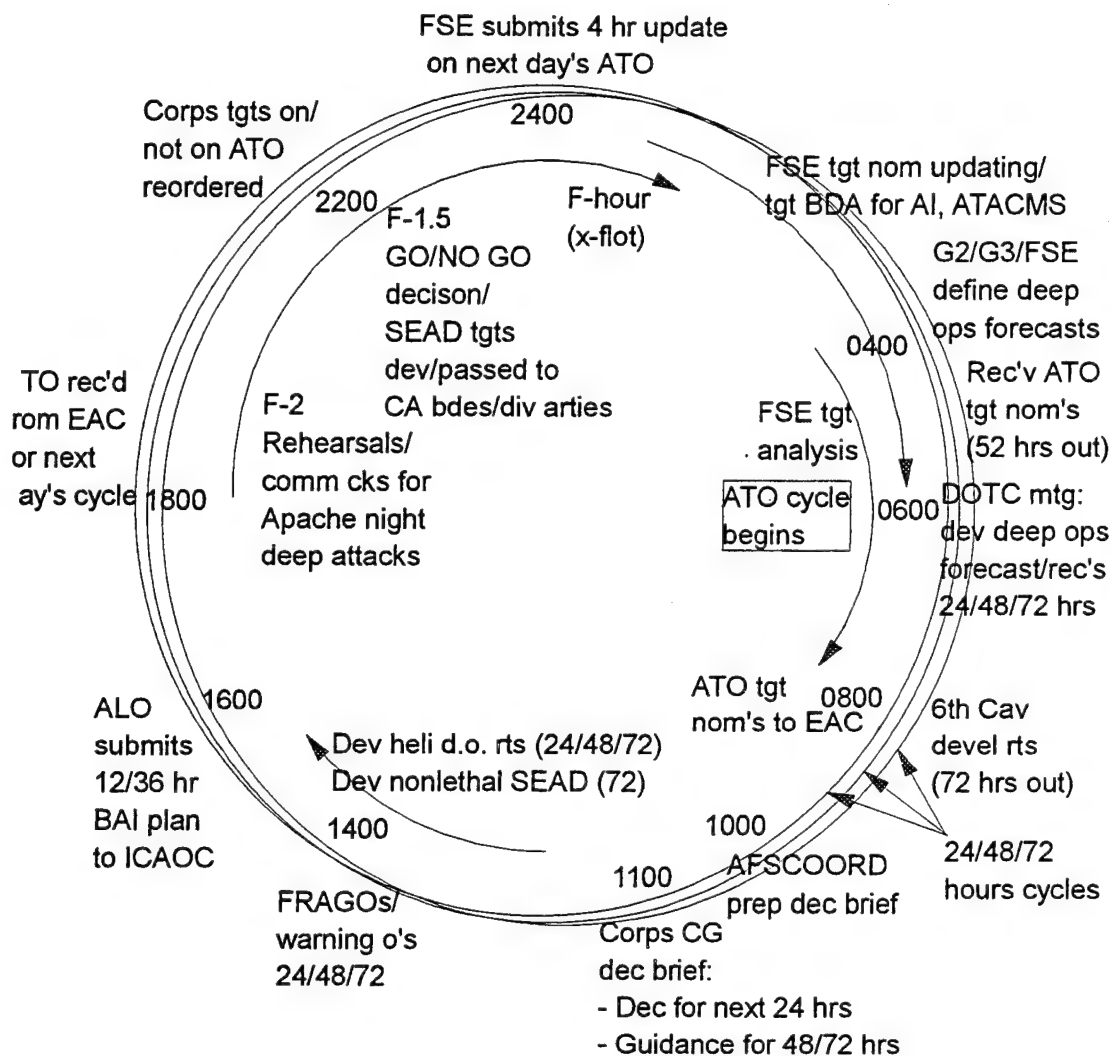 FSE submits 4 hr update
on next day's ATO
2400
Corps tgts on/
not on ATO
reordered
2200
F-1.5
GO/NO GO
decison/
SEAD tgts
dev/passed to
CA bdes/div arties
F-hour
(x-flot)
FSE tgt nom updating/
tgt BDA for AI, ATACMS
G2/G3/FSE
define deep
ops forecasts
0400
Rec'v ATO
tgt nom's
(52 hrs out)
FSE tgt
analysis
ATO cycle
begins
0600
DOTC mtg:
dev deep ops
forecast/rec's
24/48/72 hrs
TO rec'd
rom EAC
or next
ay's cycle
1800
F-2
Rehearsals/
comm cks for
Apache night
deep attacks
ATO tgt
nom's to EAC
0800
6th Cav
devel rts
(72 hrs out)
24/48/72
hours cycles
1000
AFSCOORD
prep dec brief
1100
Corps CG
dec brief:
- Dec for next 24 hrs
- Guidance for 48/72 hrs
Dev heli d.o. rts (24/48/72)
Dev nonlethal SEAD (72)
1400
FRAGOs/
warning o's
24/48/72
1600
ALO
submits
12/36 hr
BAI plan
to ICAOC